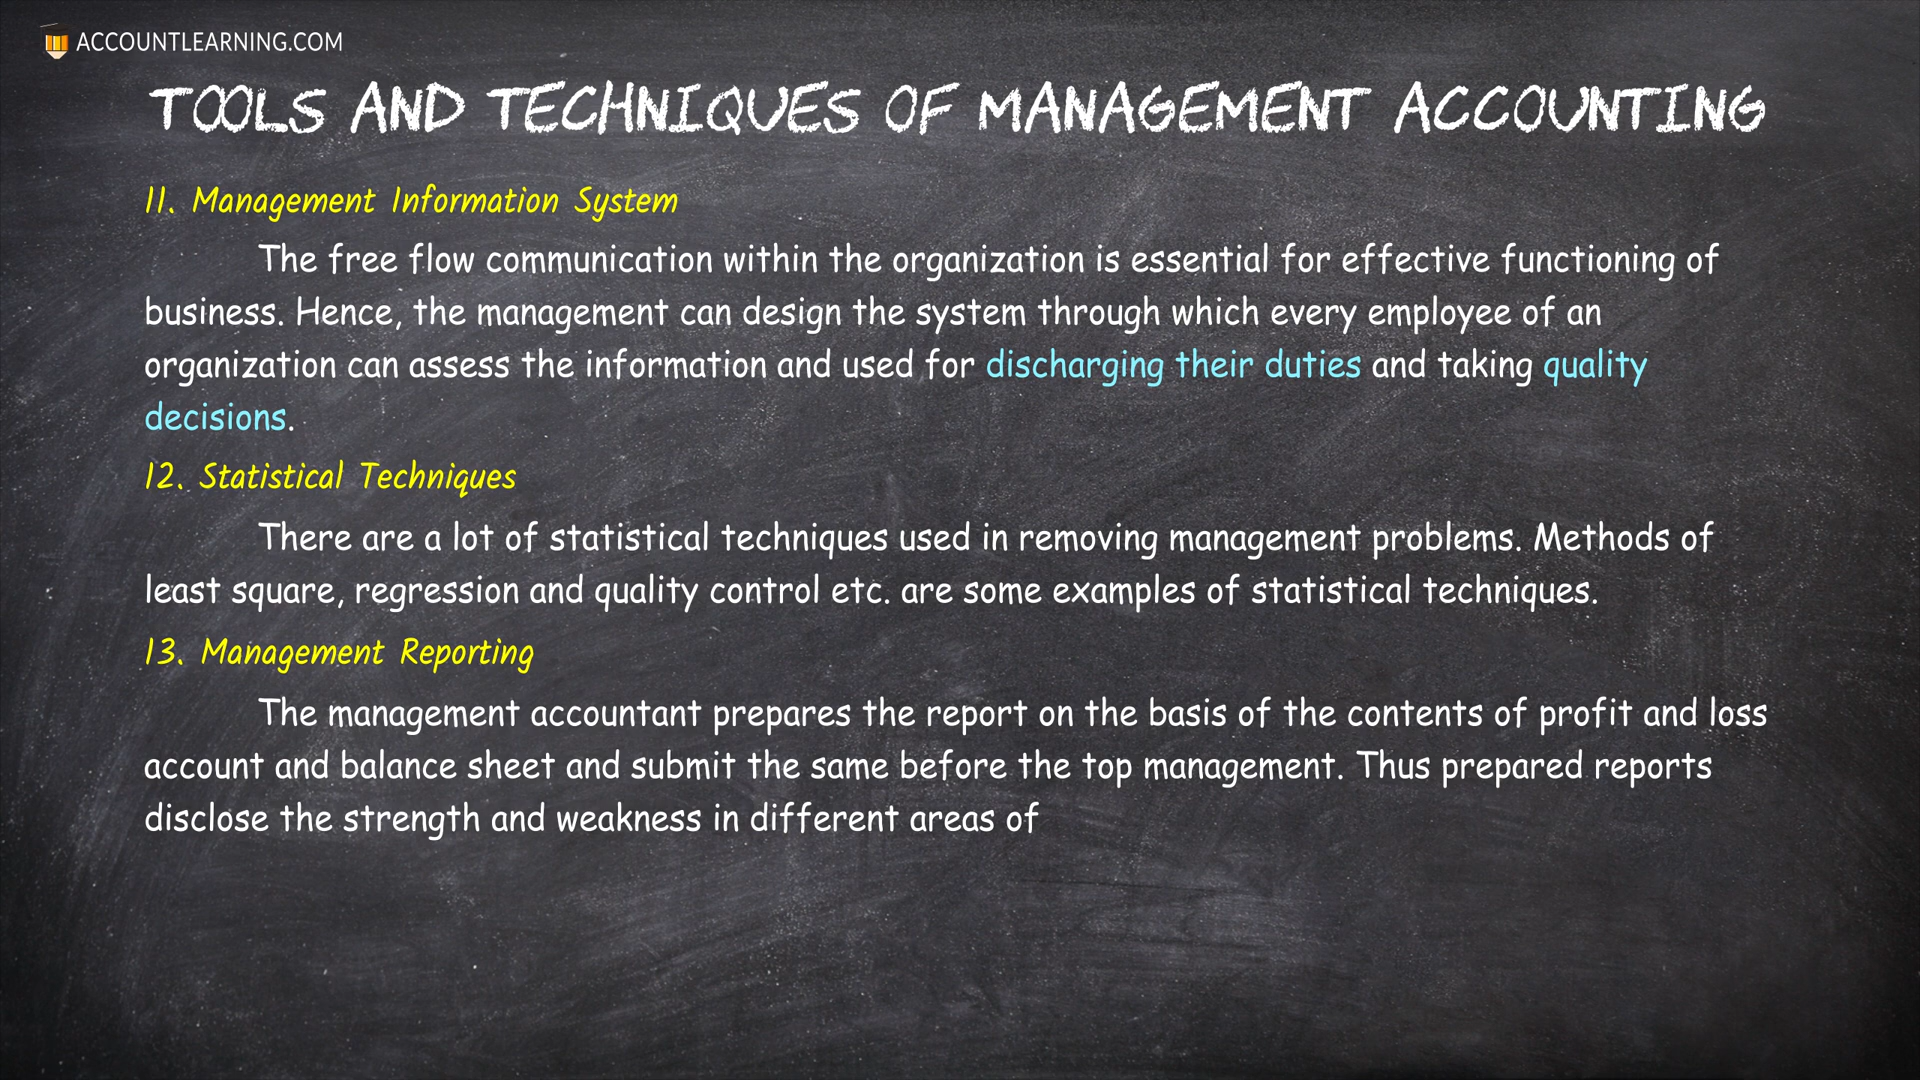 ACCOUNTLEARNING.COM
TOOLS AND TECHNIQUES OF MANAGEMENT ACCOUNTING
11. Management Information System
The free flow communication within the organization is essential for effective functioning of
business. Hence, the management can design the system through which every employee of an
organization can assess the information and used for discharging their duties and taking quality
decisions.
12. Statistical Techniques
There are a lot of statistical techniques used in removing management problems. Methods of
least square, regression and quality control etc. are some examples of statistical techniques.
13. Management Reporting
The management accountant prepares the report on the basis of the contents of profit and loss
account and balance sheet and submit the same before the top management. Thus prepared reports
disclose the strength and weakness in different areas of